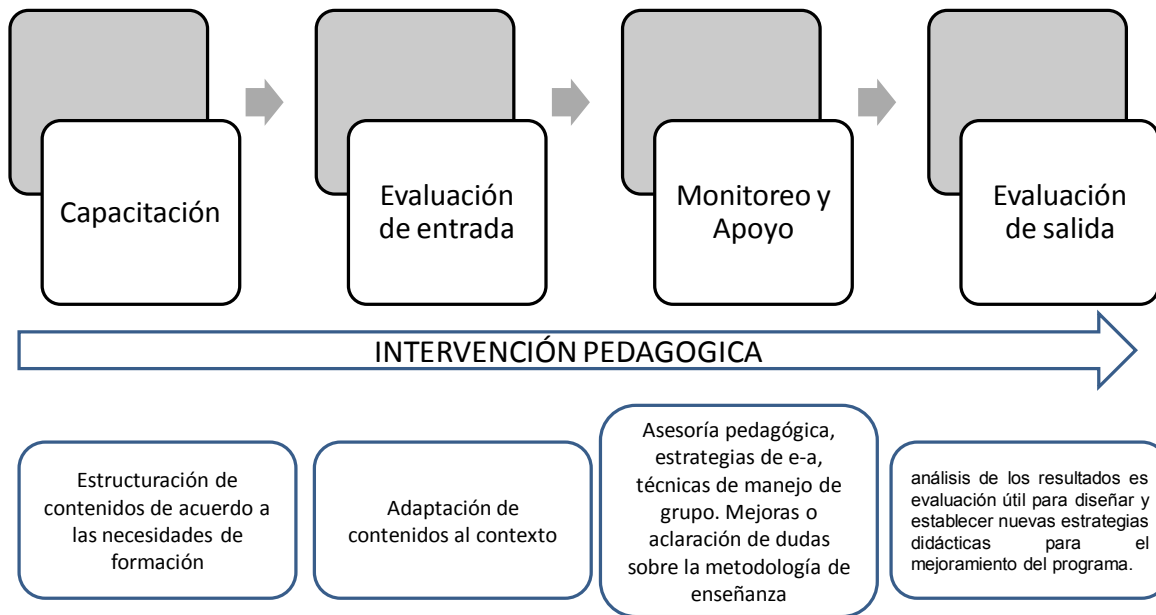 Capacitación
Evaluación
de entrada
Monitoreo y
Apoyo
Evaluación
de salida
INTERVENCIÓN PEDAGOGICA
Estructuración de
contenidos de acuerdo a
las necesidades de
formación
Adaptación de
contenidos al contexto
Asesoría pedagógica,
estrategias de e-a,
técnicas de manejo de
grupo. Mejoras o
aclaración de dudas
sobre la metodología de
enseñanza
análisis de los resultados es
evaluación útil para diseñar y
establecer nuevas estrategias
didácticas para el
mejoramiento del programa.